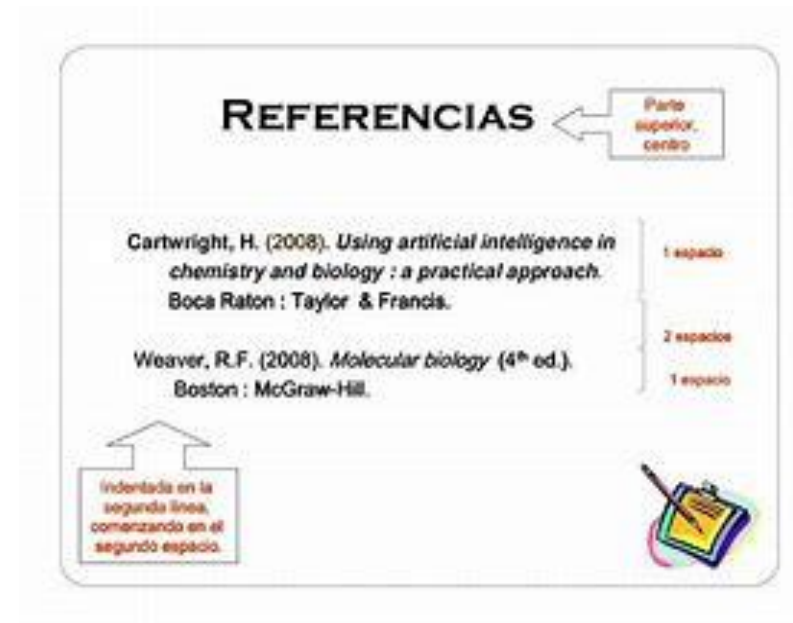 REFERENCIAS
Parte
superior,
centro
Cartwright, H. (2008). Using artificial intelligence in
chemistry and biology : a practical approach.
Boca Raton : Taylor & Francis.
1 espacio
2 espacios
Weaver, R.F. (2008). Molecular biology (4th ed.).
Boston : McGraw-Hill.
1 espacio
Indentada en la
segunda línea,
comenzando en el
segundo espacio.